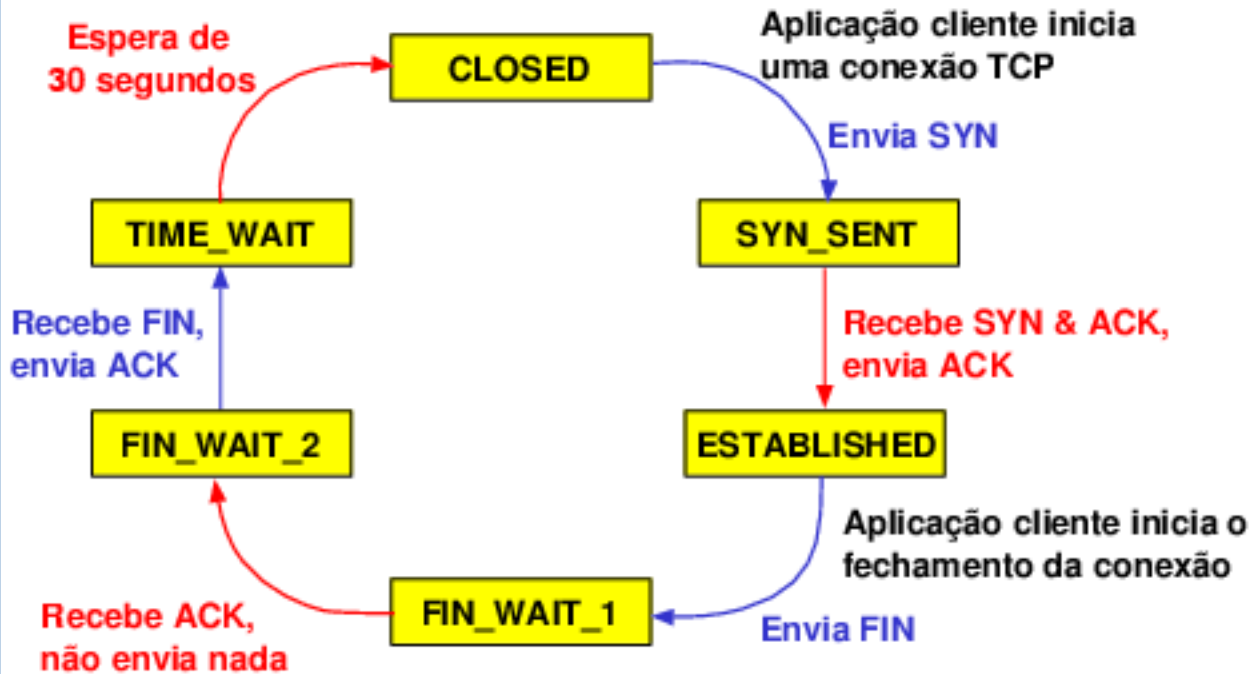 Espera de
30 segundos
CLOSED
Aplicação cliente inicia
uma conexão TCP
Envia SYN
TIME_WAIT
SYN_SENT
Recebe FIN,
envia ACK
Recebe SYN & ACK,
envia ACK
FIN_WAIT_2
ESTABLISHED
Aplicação cliente inicia o
fechamento da conexão
Recebe ACK,
não envia nada
FIN_WAIT_1
Envia FIN